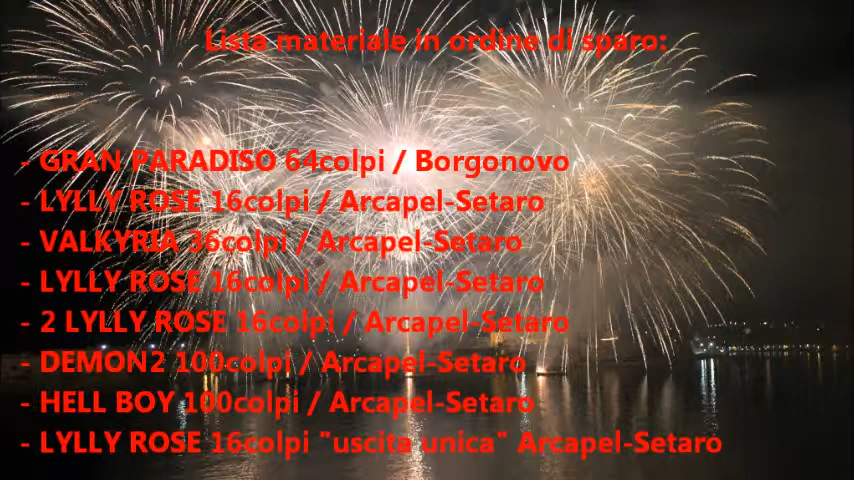 Lista materiale in ordine di sparo:
- GRAN PARADISO 64colpi / Borgonovo
- LYLLY ROSE 16colpi / Arcapel-Setaro
- VALKYRIA 36colpi / Arcapel-Setaro
- LYLLY ROSE 16colpi / Arcapel-Setaro
- 2 LYLLY ROSE 16colpi / Arcapel-Setaro
- DEMON2 100colpi / Arcapel-Setaro
- HELL BOY 100colpi / Arcapel-Setaro
- LYLLY ROSE 16colpi "uscita unica" Arcapel-Setaro